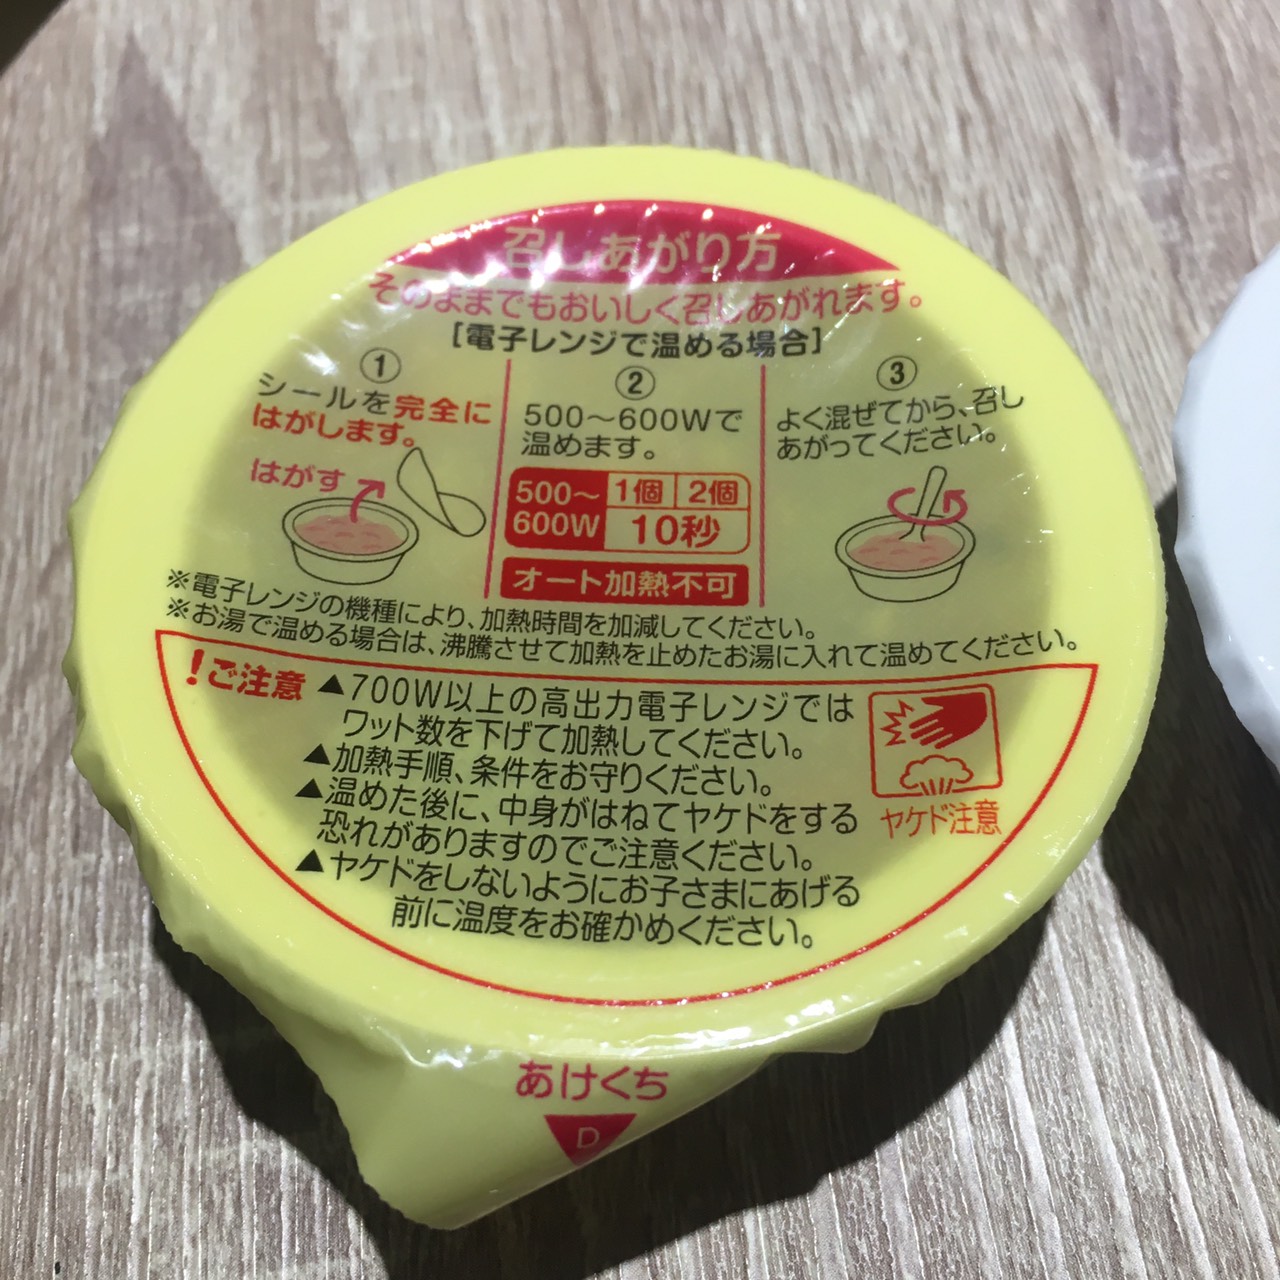 召しあがり方
そのままでもおいしく召しあがれます。
[電子レンジで温める場合]
①
シールを完全に
はがします。
はがす
②
500～600Wで
温めます。
500～
600W
1個
2個
10秒
オート加熱不可
③
よく混ぜてから、召し
あがってください。
※電子レンジの機種により、加熱時間を加減してください。
※お湯で温める場合は、沸騰させて加熱を止めたお湯に入れて温めてください。
!ご注意
▲700W以上の高出力電子レンジでは
ワット数を下げて加熱してください。
▲加熱手順、条件をお守りください。
▲温めた後に、中身がはねてヤケドをする
恐れがありますのでご注意ください。
▲ヤケドをしないようにお子さまにあげる
前に温度をお確かめください。
ヤケド注意
あけくち
D